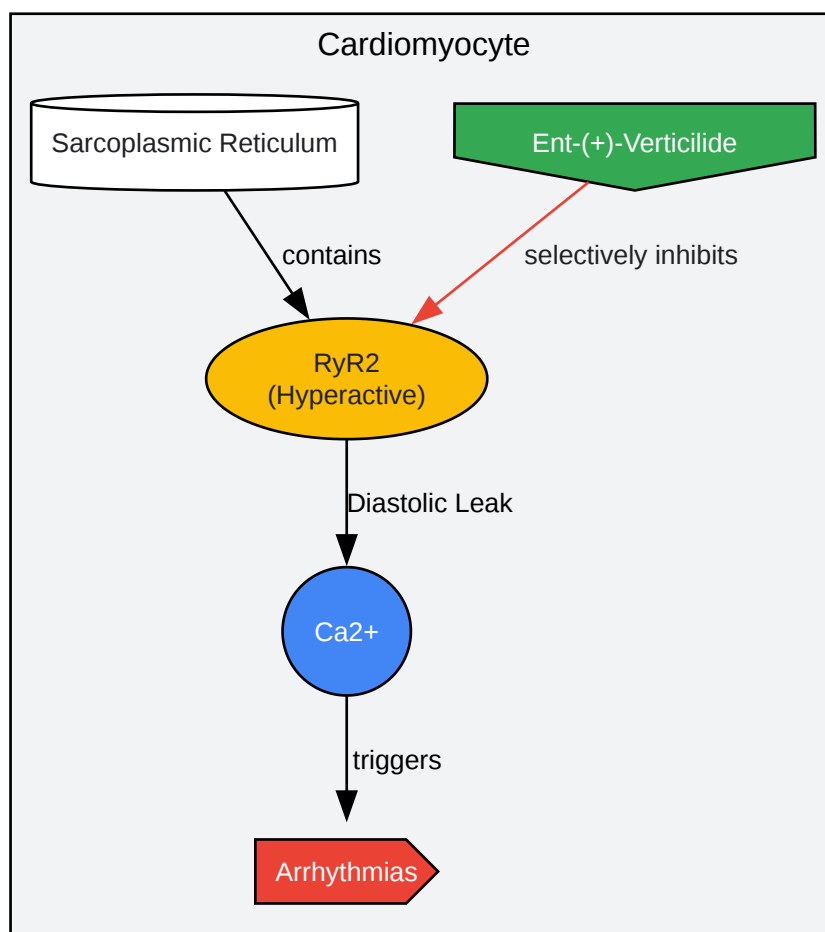 Cardiomyocyte
Sarcoplasmic Reticulum
Ent-(+)-Verticilide
contains
selectively inhibits
RyR2
(Hyperactive)
Diastolic Leak
Ca2+
triggers
Arrhythmias